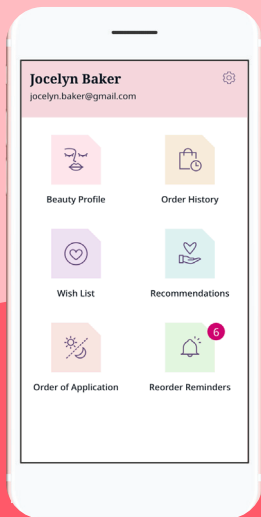 Jocelyn Baker
jocelyn.baker@gmail.com
Beauty Profile
Order History
Wish List
Recommendations
6
Order of Application
Reorder Reminders